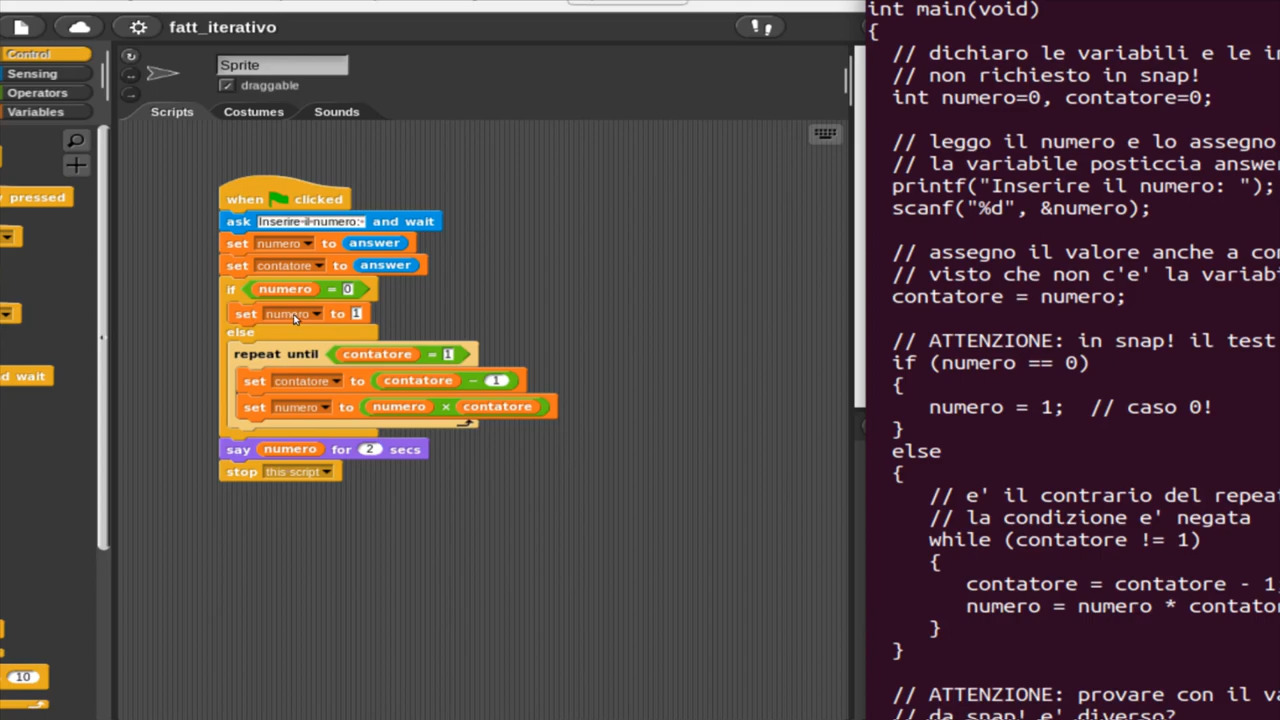 fatt_iterativo
Control
Sensing
Operators
Variables
pressed
nd wait
10
Sprite
draggable
Scripts Costumes Sounds
when clicked
ask Inserire il numero: and wait
set numero to answer
set contatore to answer
if numero = 0
set numero to 1
else
repeat until contatore = 1
set contatore to contatore − 1
set numero to numero × contatore
say numero for 2 secs
stop this script
int main(void)
{
// dichiaro le variabili e le in
// non richiesto in snap!
int numero=0, contatore=0;
// leggo il numero e lo assegno
// la variabile posticcia answe
printf("Inserire il numero: ");
scanf("%d", &numero);
// assegno il valore anche a co
// visto che non c'e' la variab
contatore = numero;
// ATTENZIONE: in snap! il test
if (numero == 0)
{
numero = 1; // caso 0!
}
else
{
// e' il contrario del repeat
// la condizione e' negata
while (contatore != 1)
{
contatore = contatore - 1
numero = numero * contato
}
}
// ATTENZIONE: provare con il va
// da snap! e' diverso?